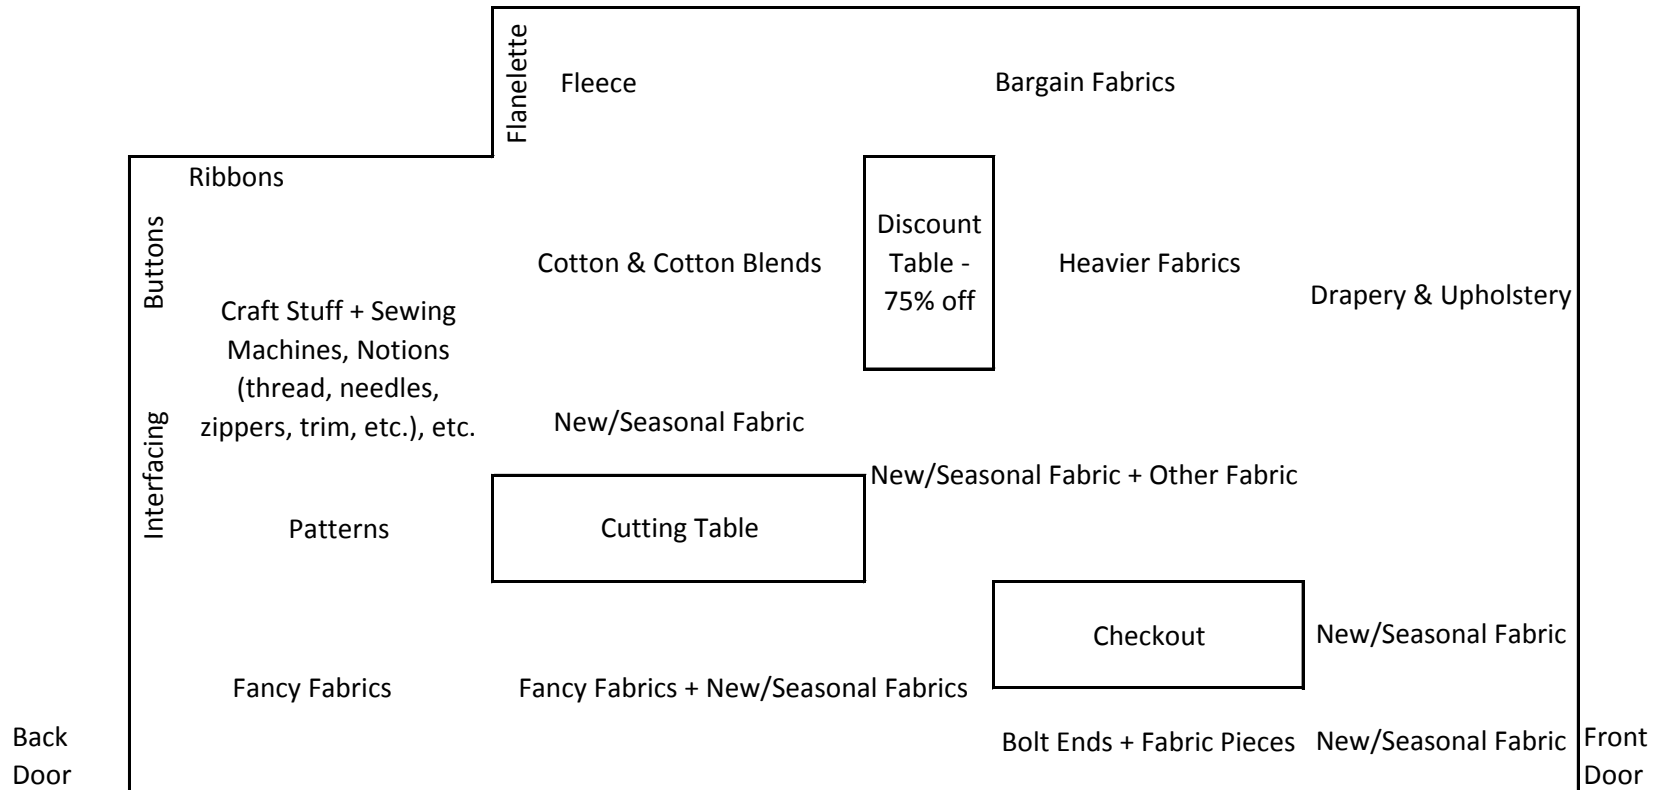 Flanelette
Fleece
Bargain Fabrics
Ribbons
Buttons
Cotton & Cotton Blends
Discount
Table -
75% off
Heavier Fabrics
Drapery & Upholstery
Craft Stuff + Sewing
Machines, Notions
(thread, needles,
zippers, trim, etc.), etc.
Interfacing
New/Seasonal Fabric
New/Seasonal Fabric + Other Fabric
Patterns
Cutting Table
Checkout
New/Seasonal Fabric
Fancy Fabrics
Fancy Fabrics + New/Seasonal Fabrics
Back
Door
Bolt Ends + Fabric Pieces
New/Seasonal Fabric
Front
Door